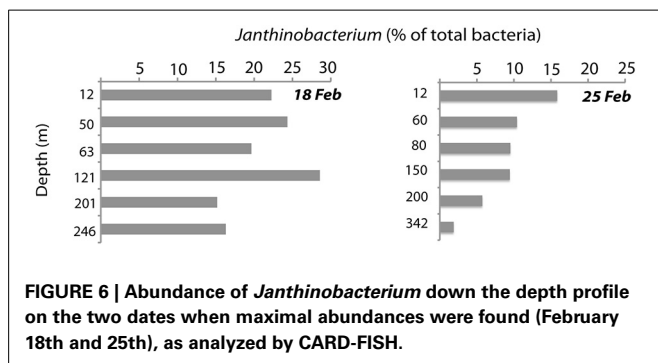 Janthinobacterium (% of total bacteria)
5 10 15 20 25 30
5 10 15 20 25
18 Feb
25 Feb
Depth (m)
12
50
63
121
201
246
12
60
80
150
200
342
FIGURE 6 | Abundance of Janthinobacterium down the depth profile
on the two dates when maximal abundances were found (February
18th and 25th), as analyzed by CARD-FISH.